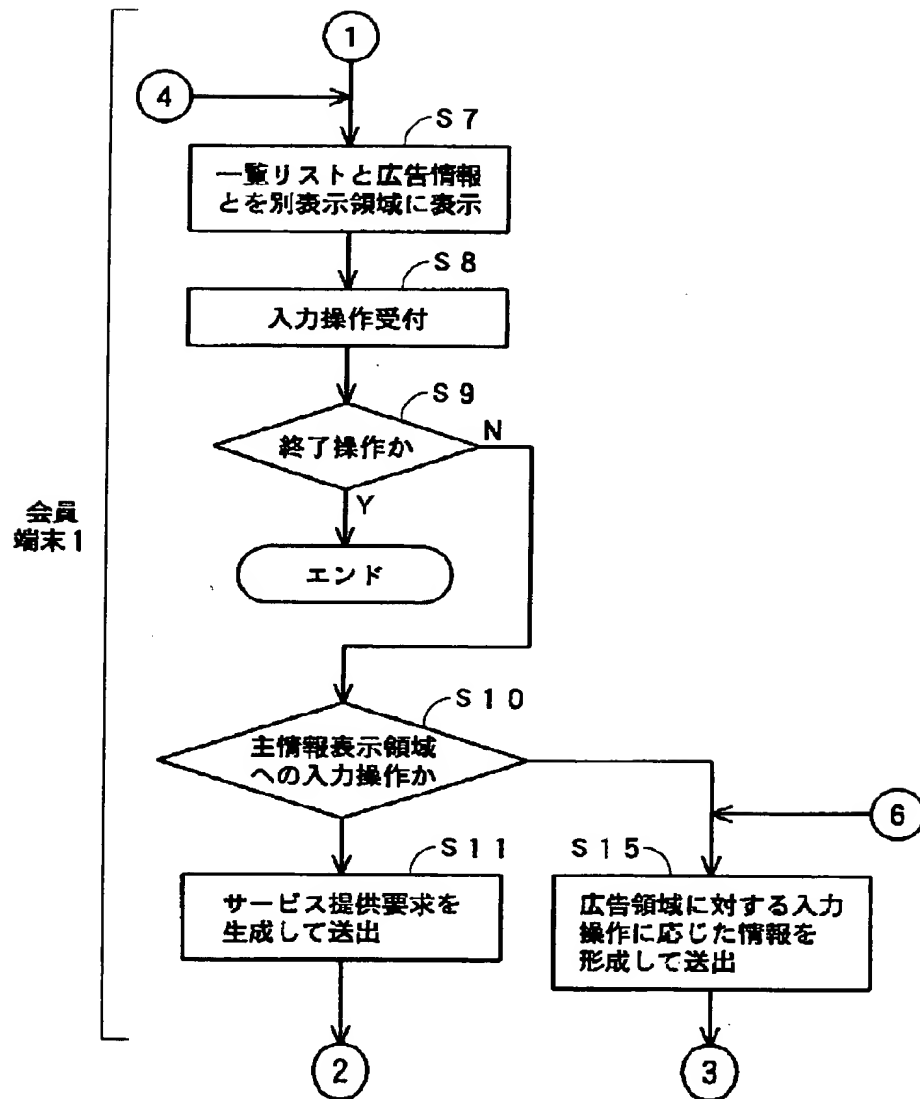 1
4
S7
一覧リストと広告情報
とを別表示領域に表示
S8
入力操作受付
S9
終了操作か
N
Y
会員
端末1
エンド
S10
主情報表示領域
への入力操作か
6
S11
S15
サービス提供要求を
生成して送出
広告領域に対する入力
操作に応じた情報を
形成して送出
2
3